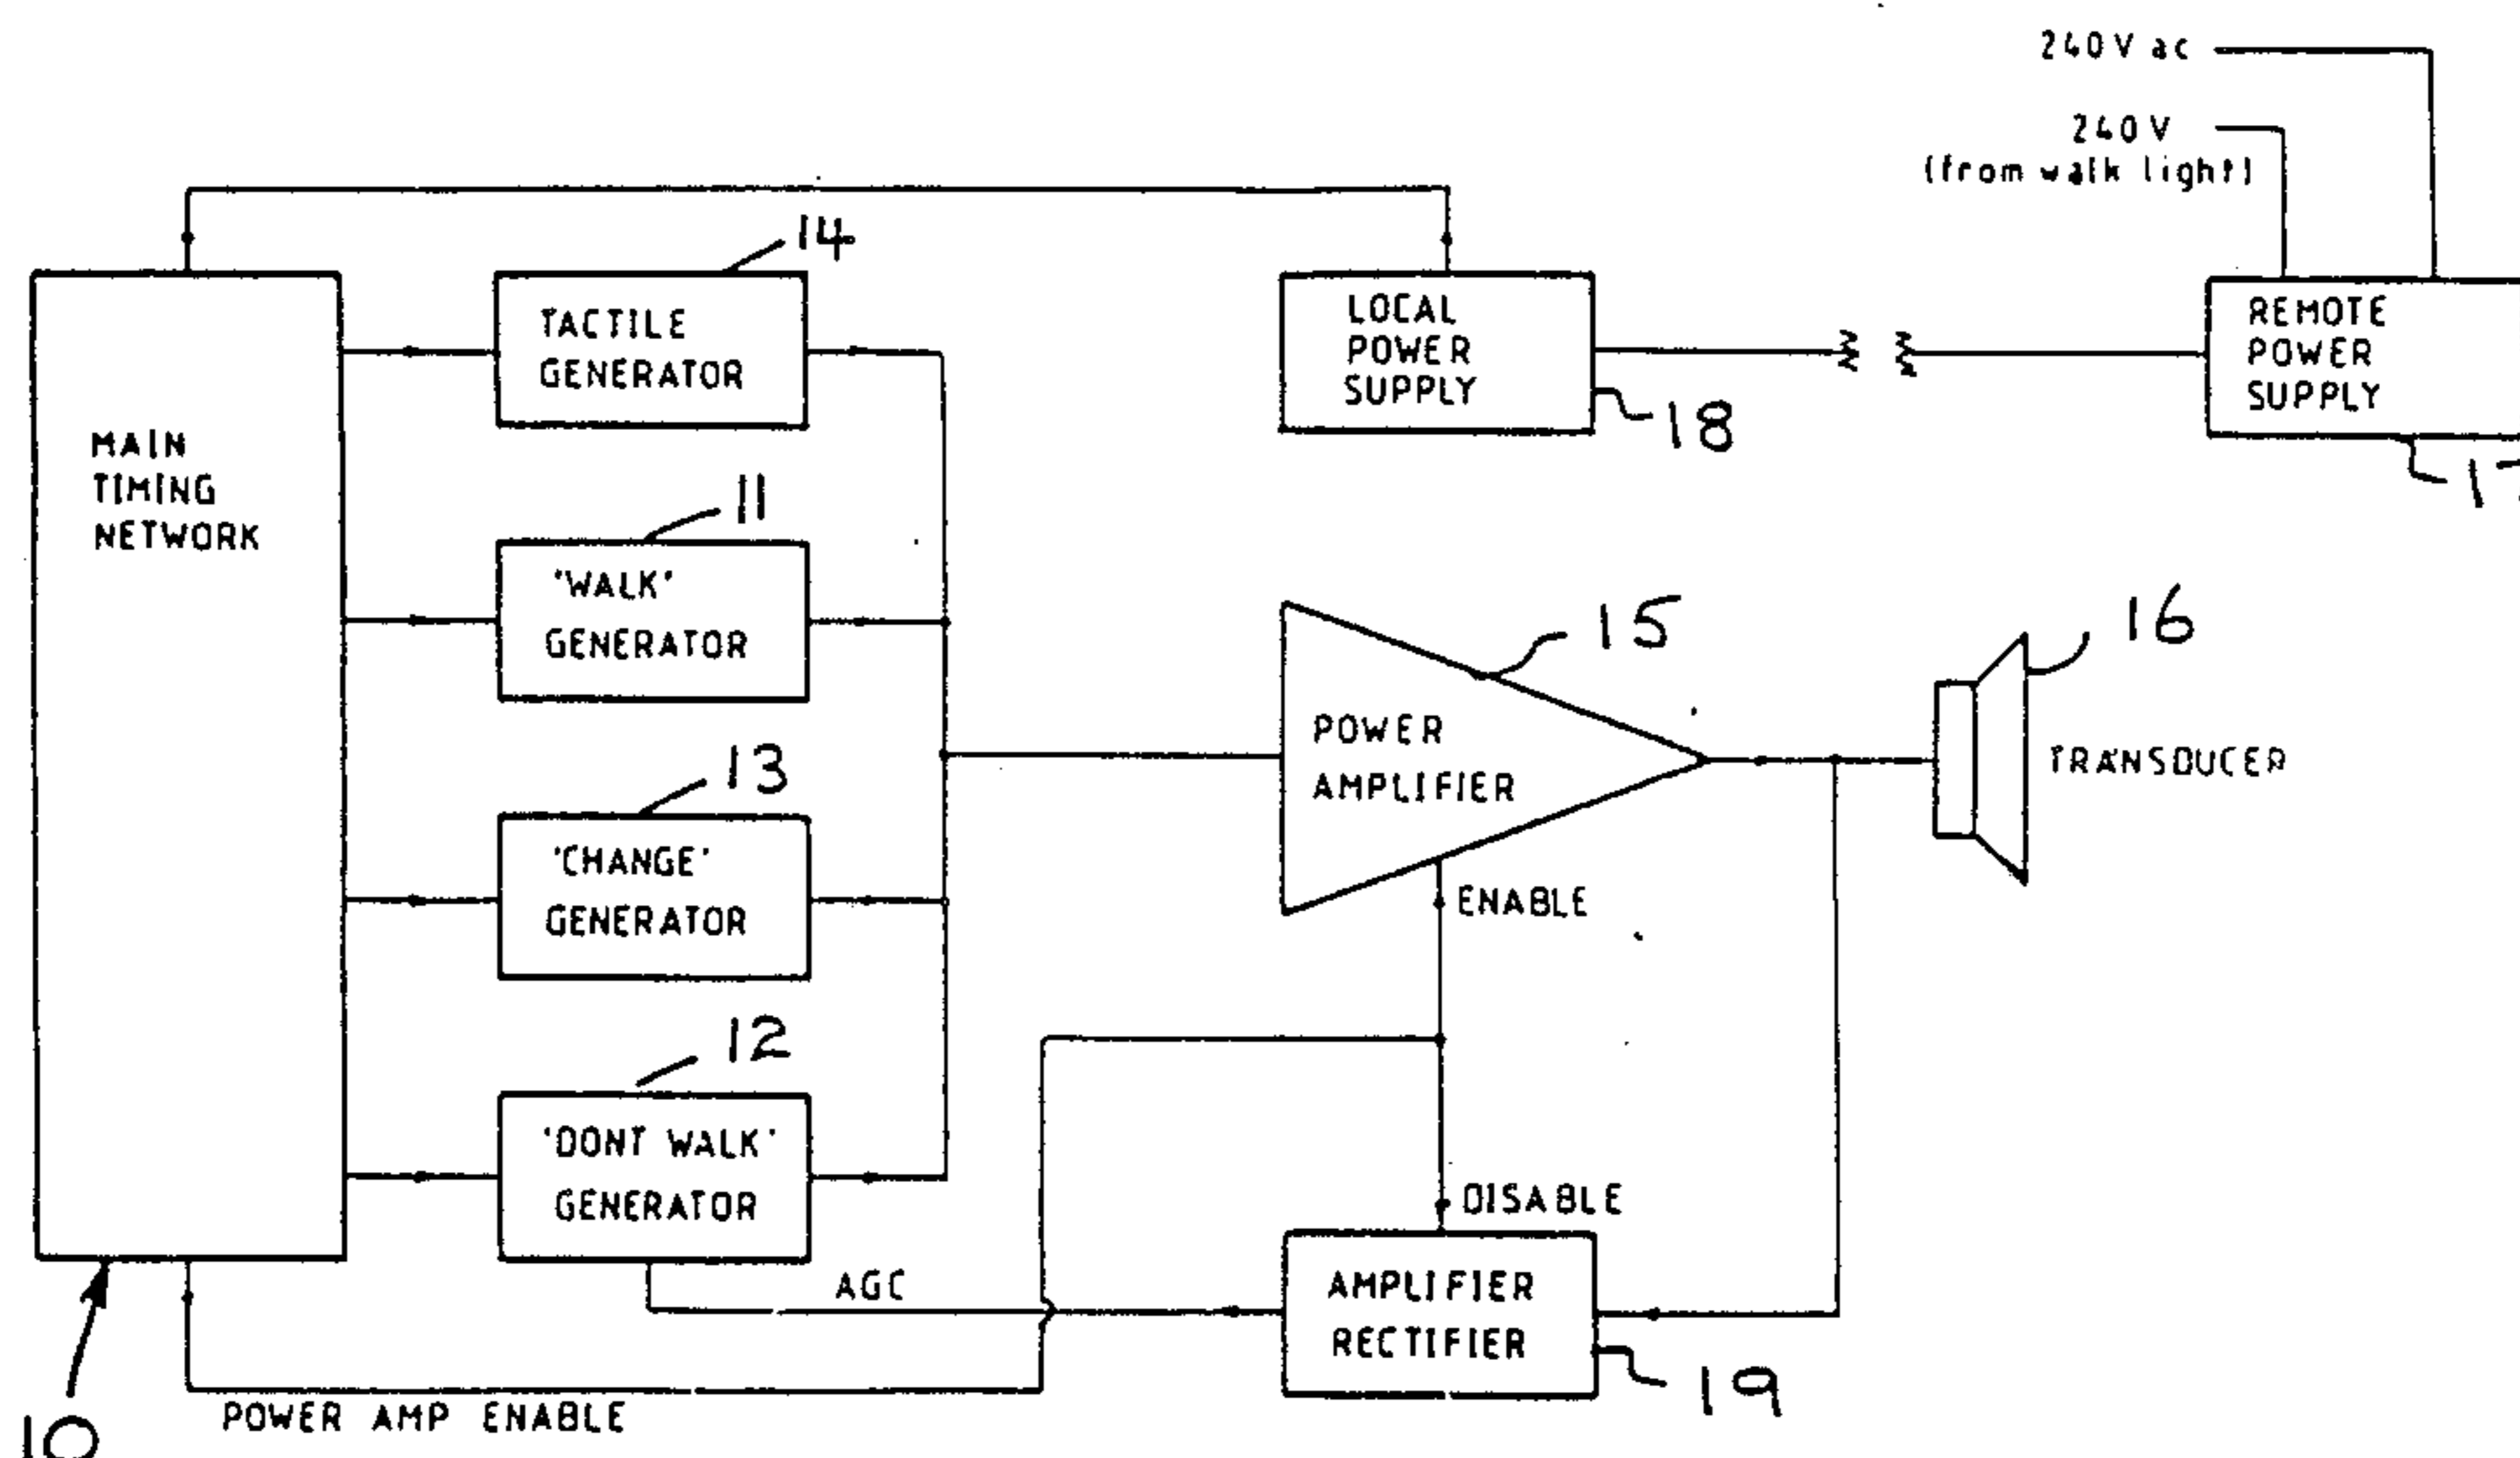 240V ac
240V
(from walk light)
14
TACTILE
GENERATOR
LOCAL
POWER
SUPPLY
18
REMOTE
POWER
SUPPLY
MAIN
TIMING
NETWORK
11
'WALK'
GENERATOR
15
16
POWER
AMPLIFIER
TRANSDUCER
13
'CHANGE'
GENERATOR
ENABLE
12
'DONT WALK'
GENERATOR
DISABLE
AGC
AMPLIFIER
RECTIFIER
19
POWER AMP ENABLE
10